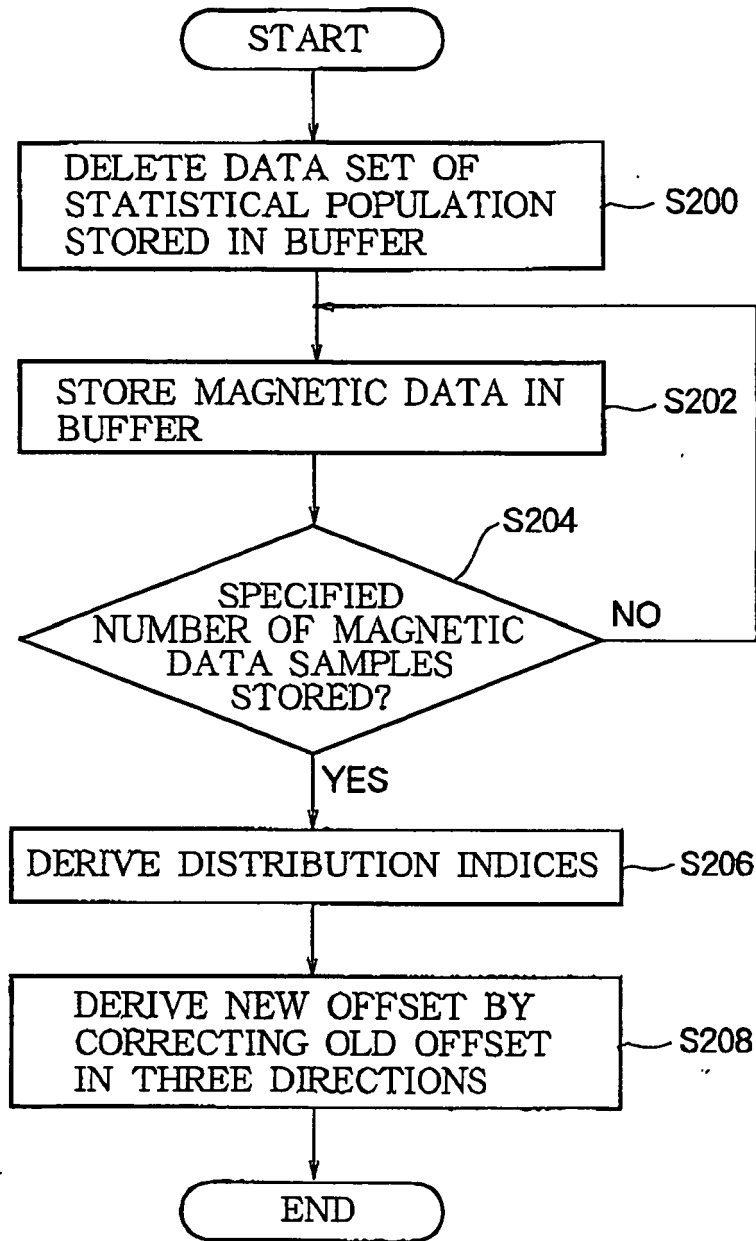 START
DELETE DATA SET OF
STATISTICAL POPULATION
STORED IN BUFFER
S200
STORE MAGNETIC DATA IN
BUFFER
S202
S204
SPECIFIED
NUMBER OF MAGNETIC
DATA SAMPLES
STORED?
NO
YES
DERIVE DISTRIBUTION INDICES
S206
DERIVE NEW OFFSET BY
CORRECTING OLD OFFSET
IN THREE DIRECTIONS
S208
END